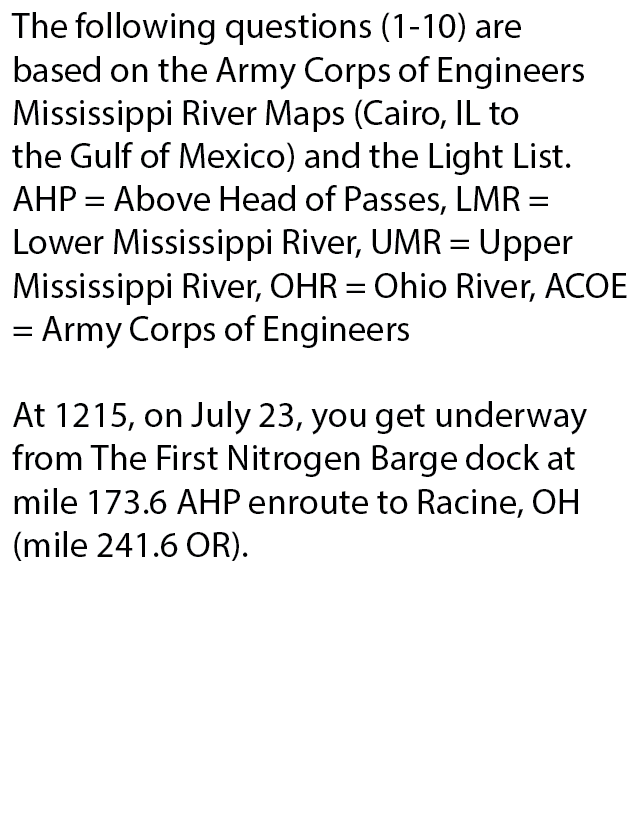 The following questions (1-10) are
based on the Army Corps of Engineers
Mississippi River Maps (Cairo, IL to
the Gulf of Mexico) and the Light List.
AHP = Above Head of Passes, LMR =
Lower Mississippi River, UMR = Upper
Mississippi River, OHR = Ohio River, ACOE
= Army Corps of Engineers
At 1215, on July 23, you get underway
from The First Nitrogen Barge dock at
mile 173.6 AHP enroute to Racine, OH
(mile 241.6 OR).